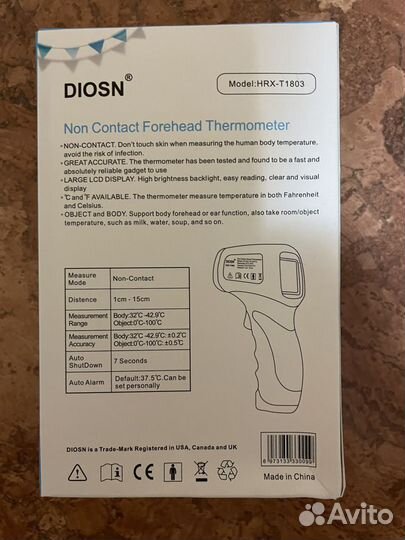 DIOSN®
Model:HRX-T1803
Non Contact Forehead Thermometer
• NON-CONTACT. Don't touch skin when measuring the human body temperature,
avoid the risk of infection.
• GREAT ACCURATE. The thermometer has been tested and found to be a fast and
absolutely reliable gadget to use
• LARGE LCD DISPLAY. High brightness backlight, easy reading, clear and visual
display
• ℃ and ℉ AVAILABLE. The thermometer measure temperature in both Fahrenheit
and Celsius.
• OBJECT and BODY. Support body forehead or ear function, also take room/object
temperature, such as milk, water, soup, and so on.
Measure Mode Non-Contact
Distence 1cm - 15cm
Measurement Range Body:32℃ -42.9℃ Object:0℃-100℃
Measurement Accuracy Body:32℃ -42.9℃: ±0.2℃ Object:0℃-100℃: ±0.5℃
Auto ShutDown 7 Seconds
Auto Alarm Default:37.5℃.Can be set personally
DIOSN
DIOSN is a Trade-Mark Registered in USA, Canada and UK
CE
Made in China
Avito